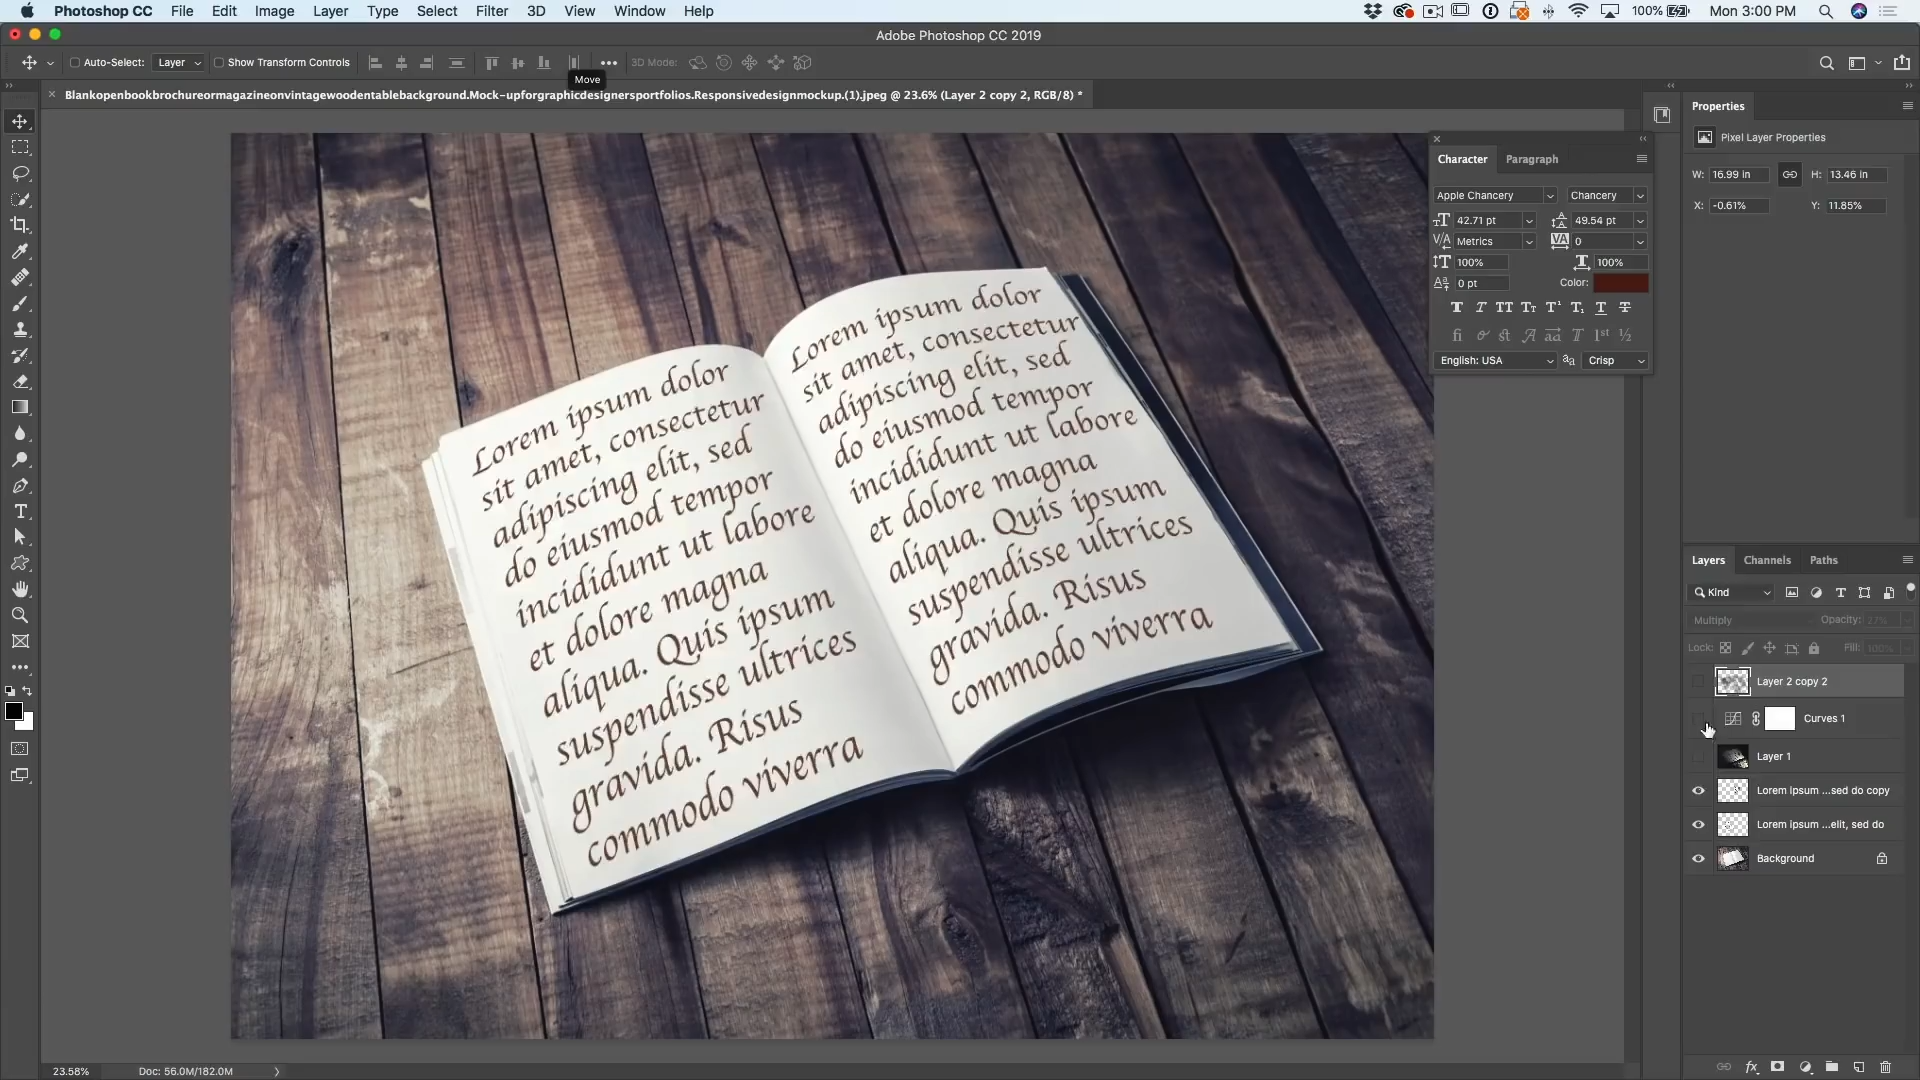 Photoshop CC File Edit Image Layer Type Select Filter 3D View Window Help 100% Mon 3:00 PM
Adobe Photoshop CC 2019
Auto-Select: Layer Show Transform Controls 3D Mode:
Move
Blankopenbookbrochureormagazineonvintagewoodentablebackground.Mock-upforgraphicdesignersportfolios.Responsivedesignmockup.(1).jpeg @ 23.6% (Layer 2 copy 2, RGB/8) *
Lorem ipsum dolor
sit amet, consectetur
adipiscing elit, sed
do eiusmod tempor
incididunt ut labore
et dolore magna
aliqua. Quis ipsum
suspendisse ultrices
gravida. Risus
commodo viverra
Lorem ipsum dolor
sit amet, consectetur
adipiscing elit, sed
do eiusmod tempor
incididunt ut labore
et dolore magna
aliqua. Quis ipsum
suspendisse ultrices
gravida. Risus
commodo viverra
Character Paragraph
Apple Chancery Chancery
42.71 pt 49.54 pt
Metrics 0
100% 100%
0 pt Color:
English: USA Crisp
Properties
Pixel Layer Properties
W: 16.99 in H: 13.46 in
X: -0.61% Y: 11.85%
Layers Channels Paths
Kind
Multiply Opacity: 27%
Lock: Fill: 100%
Layer 2 copy 2
Curves 1
Layer 1
Lorem ipsum ...sed do copy
Lorem ipsum ...elit, sed do
Background
23.58% Doc: 56.0M/182.0M